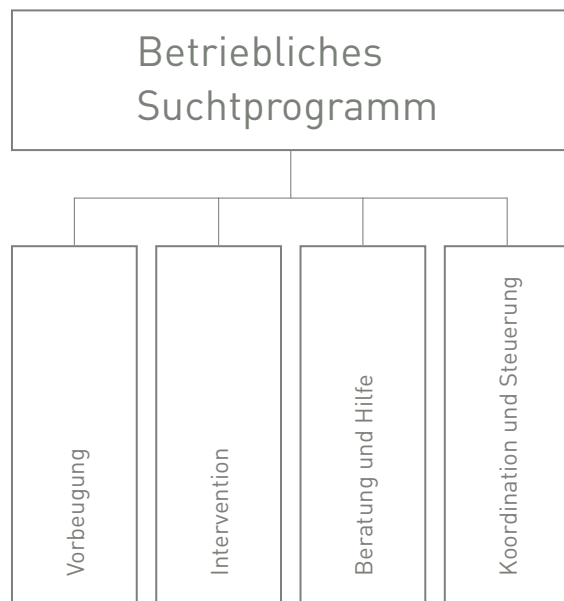 Betriebliches
Suchtprogramm
Vorbeugung
Intervention
Beratung und Hilfe
Koordination und Steuerung